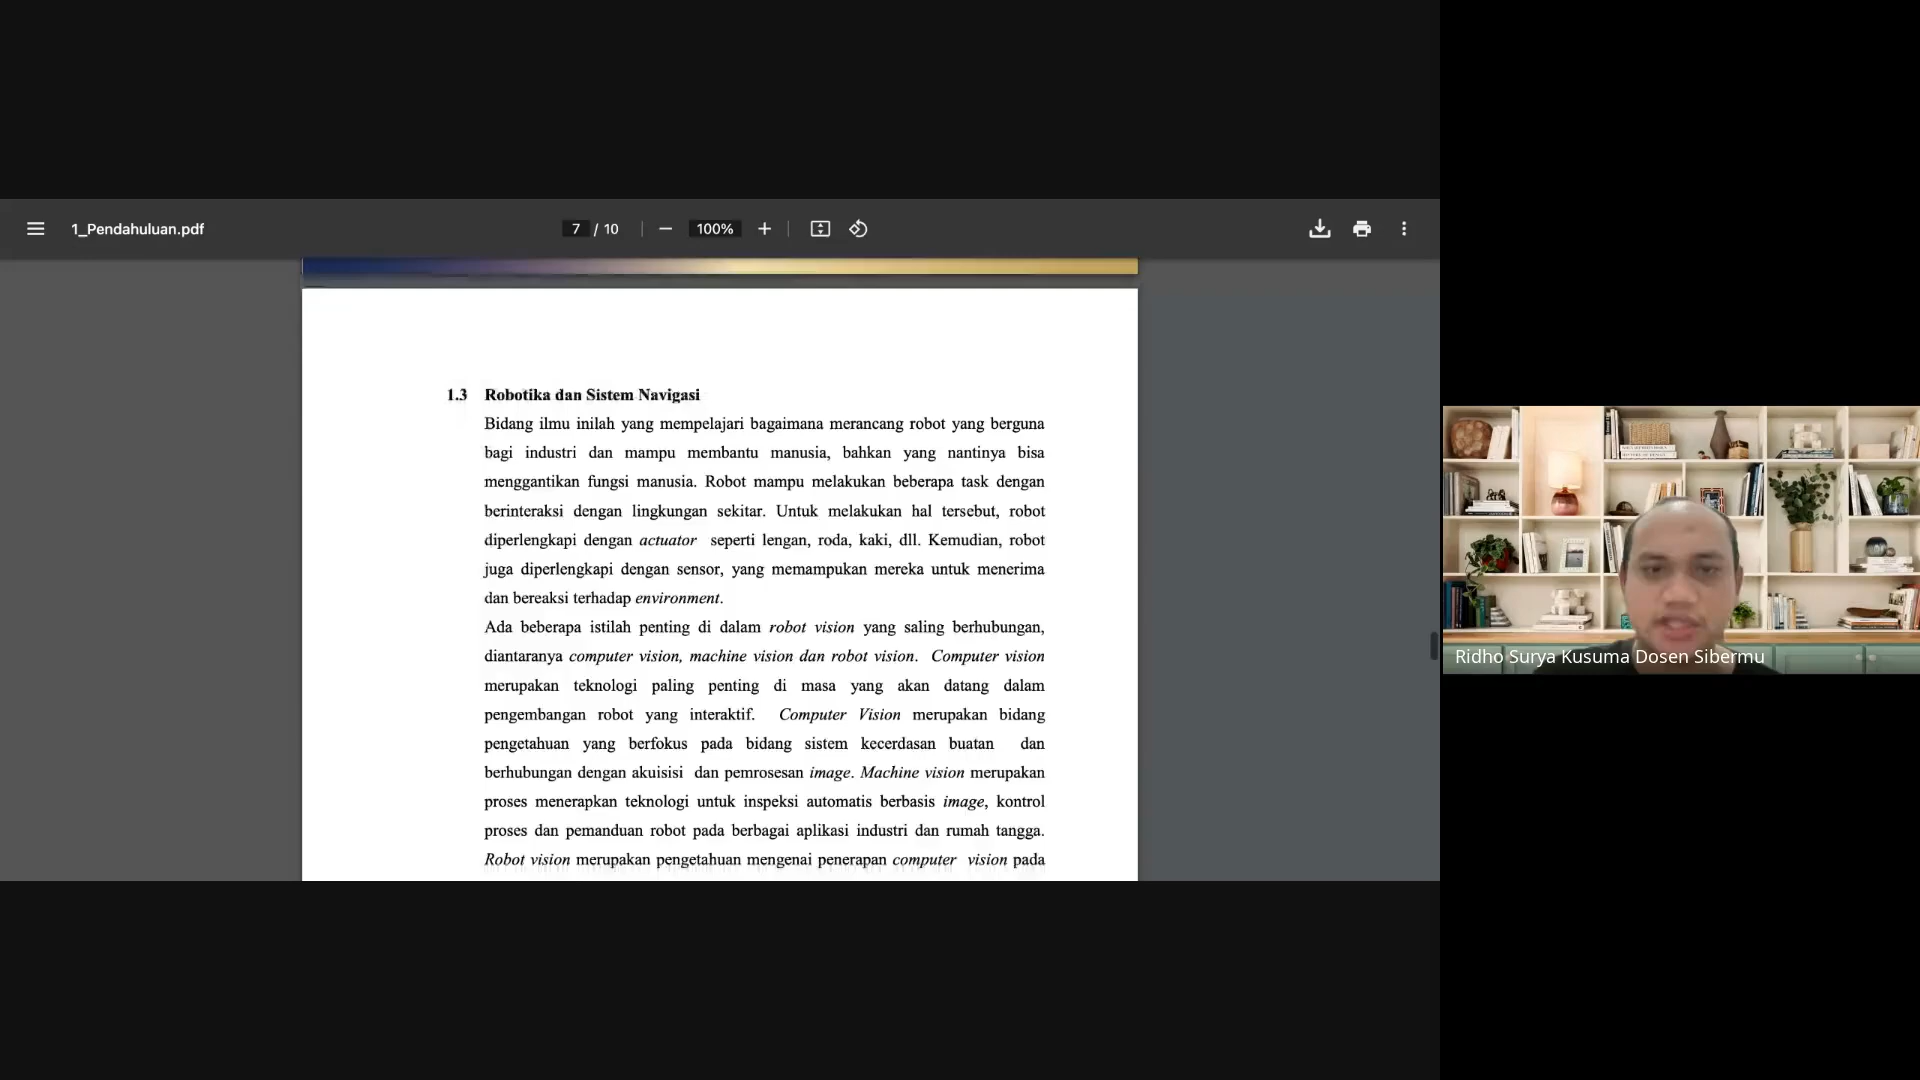 1_Pendahuluan.pdf
7 / 10
100%
1.3 Robotika dan Sistem Navigasi
Bidang ilmu inilah yang mempelajari bagaimana merancang robot yang berguna
bagi industri dan mampu membantu manusia, bahkan yang nantinya bisa
menggantikan fungsi manusia. Robot mampu melakukan beberapa task dengan
berinteraksi dengan lingkungan sekitar. Untuk melakukan hal tersebut, robot
diperlengkapi dengan actuator seperti lengan, roda, kaki, dll. Kemudian, robot
juga diperlengkapi dengan sensor, yang memampukan mereka untuk menerima
dan bereaksi terhadap environment.
Ada beberapa istilah penting di dalam robot vision yang saling berhubungan,
diantaranya computer vision, machine vision dan robot vision. Computer vision
merupakan teknologi paling penting di masa yang akan datang dalam
pengembangan robot yang interaktif. Computer Vision merupakan bidang
pengetahuan yang berfokus pada bidang sistem kecerdasan buatan dan
berhubungan dengan akuisisi dan pemrosesan image. Machine vision merupakan
proses menerapkan teknologi untuk inspeksi automatis berbasis image, kontrol
proses dan pemanduan robot pada berbagai aplikasi industri dan rumah tangga.
Robot vision merupakan pengetahuan mengenai penerapan computer vision pada
Ridho Surya Kusuma Dosen Sibermu